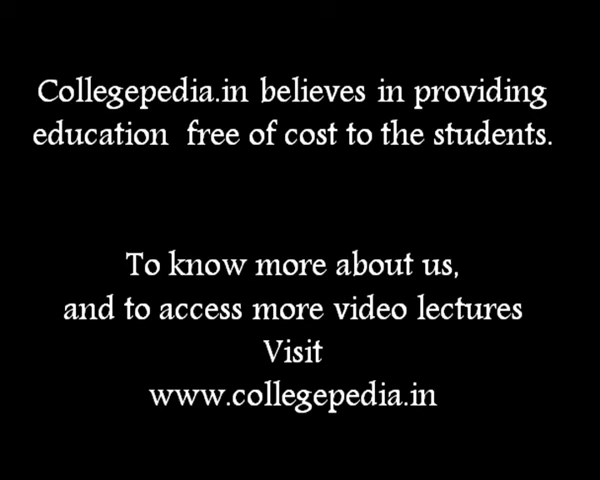 Collegepedia.in believes in providing
education  free of cost to the students.
To know more about us,
and to access more video lectures
Visit
www.collegepedia.in